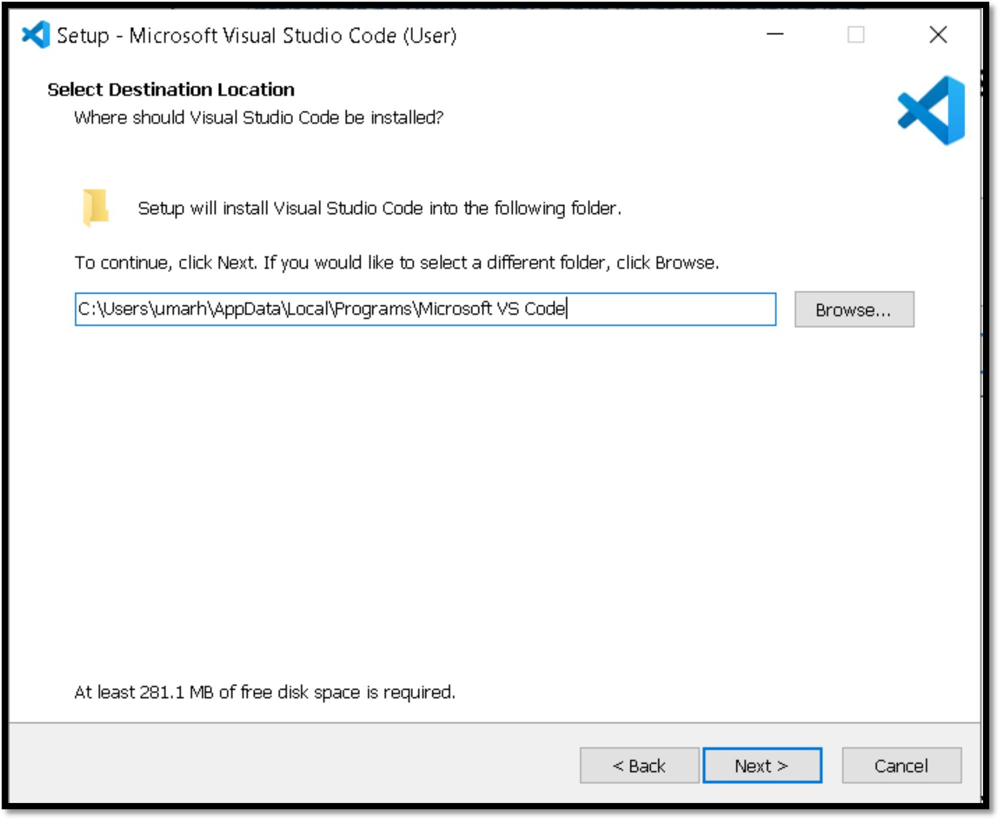 Setup - Microsoft Visual Studio Code (User)
Select Destination Location
Where should Visual Studio Code be installed?
Setup will install Visual Studio Code into the following folder.
To continue, click Next. If you would like to select a different folder, click Browse.
C:\Users\umarh\AppData\Local\Programs\Microsoft VS Code
Browse...
At least 281.1 MB of free disk space is required.
< Back
Next >
Cancel